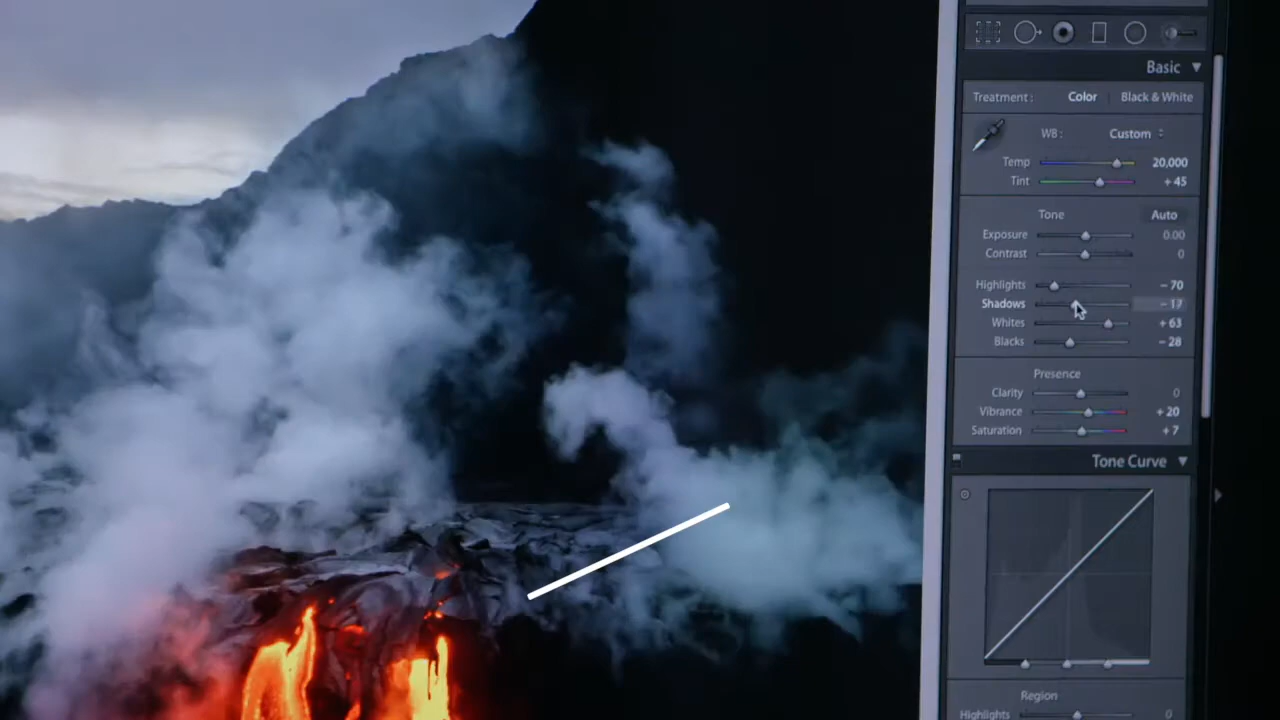 Basic
Treatment : Color | Black & White
WB : Custom
Temp 20,000
Tint + 45
Tone Auto
Exposure 0.00
Contrast 0
Highlights − 70
Shadows − 17
Whites + 63
Blacks − 28
Presence
Clarity 0
Vibrance + 20
Saturation + 7
Tone Curve
Region
Highlights 0